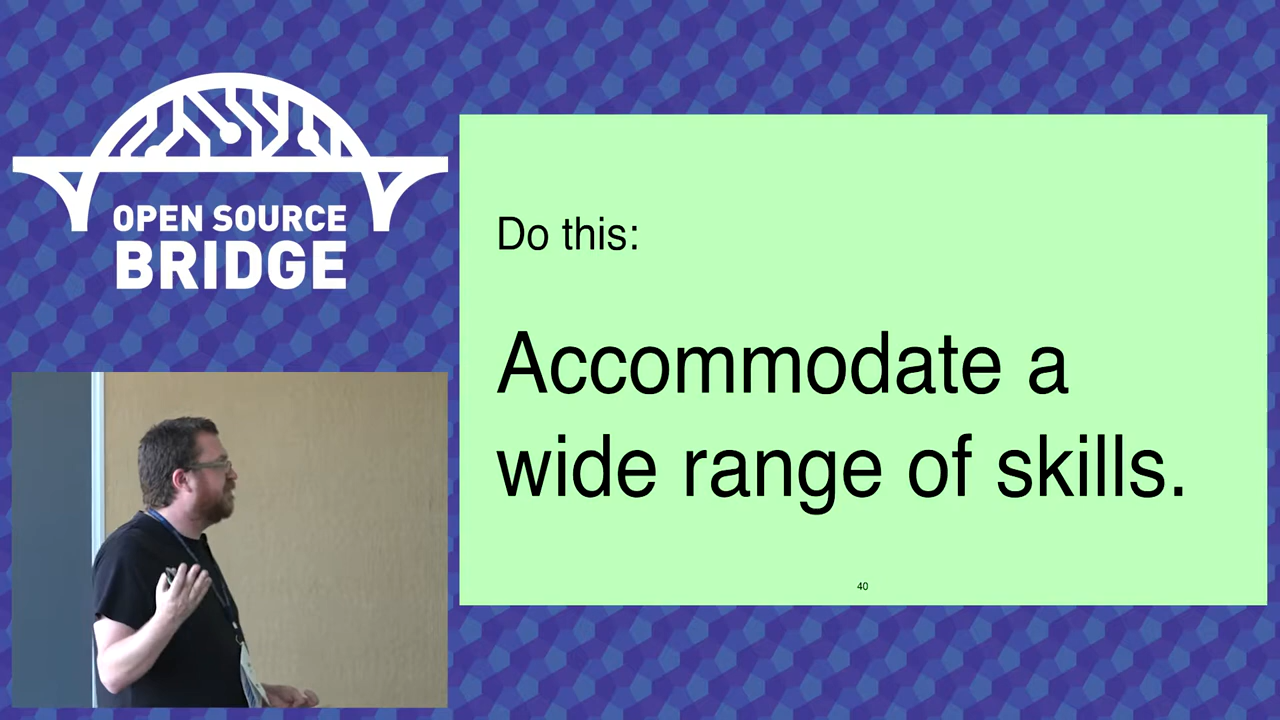 OPEN SOURCE
BRIDGE
Do this:
Accommodate a
wide range of skills.
40